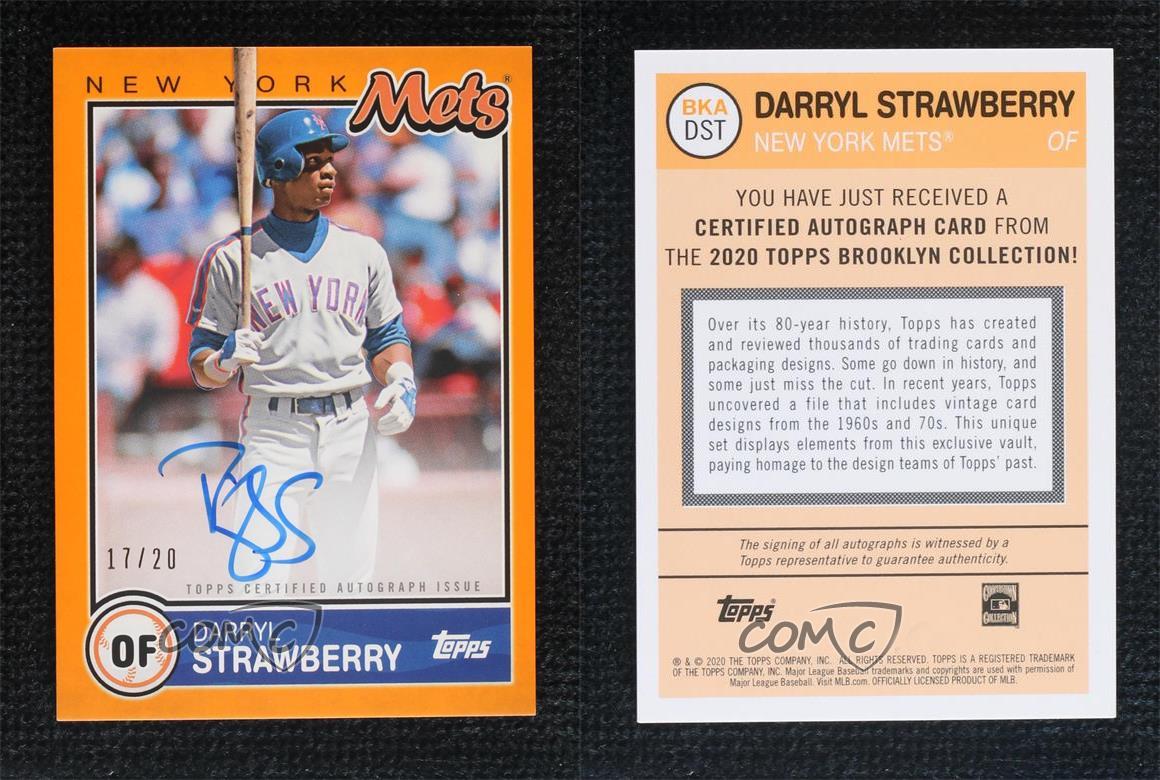 NEW YORK Mets®
NEW YORK
17/20
TOPPS CERTIFIED AUTOGRAPH ISSUE
OF
DARRYL
STRAWBERRY
topps
COMC
BKA
DST
DARRYL STRAWBERRY
NEW YORK METS® OF
YOU HAVE JUST RECEIVED A
CERTIFIED AUTOGRAPH CARD FROM
THE 2020 TOPPS BROOKLYN COLLECTION!
Over its 80-year history, Topps has created
and reviewed thousands of trading cards and
packaging designs. Some go down in history, and
some just miss the cut. In recent years, Topps
uncovered a file that includes vintage card
designs from the 1960s and 70s. This unique
set displays elements from this exclusive vault,
paying homage to the design teams of Topps' past.
The signing of all autographs is witnessed by a
Topps representative to guarantee authenticity.
topps®
COOPERSTOWN
COLLECTION
COMC
® & © 2020 THE TOPPS COMPANY, INC. ALL RIGHTS RESERVED. TOPPS IS A REGISTERED TRADEMARK
OF THE TOPPS COMPANY, INC. Major League Baseball trademarks and copyrights are used with permission of
Major League Baseball. Visit MLB.com. OFFICIALLY LICENSED PRODUCT OF MLB.